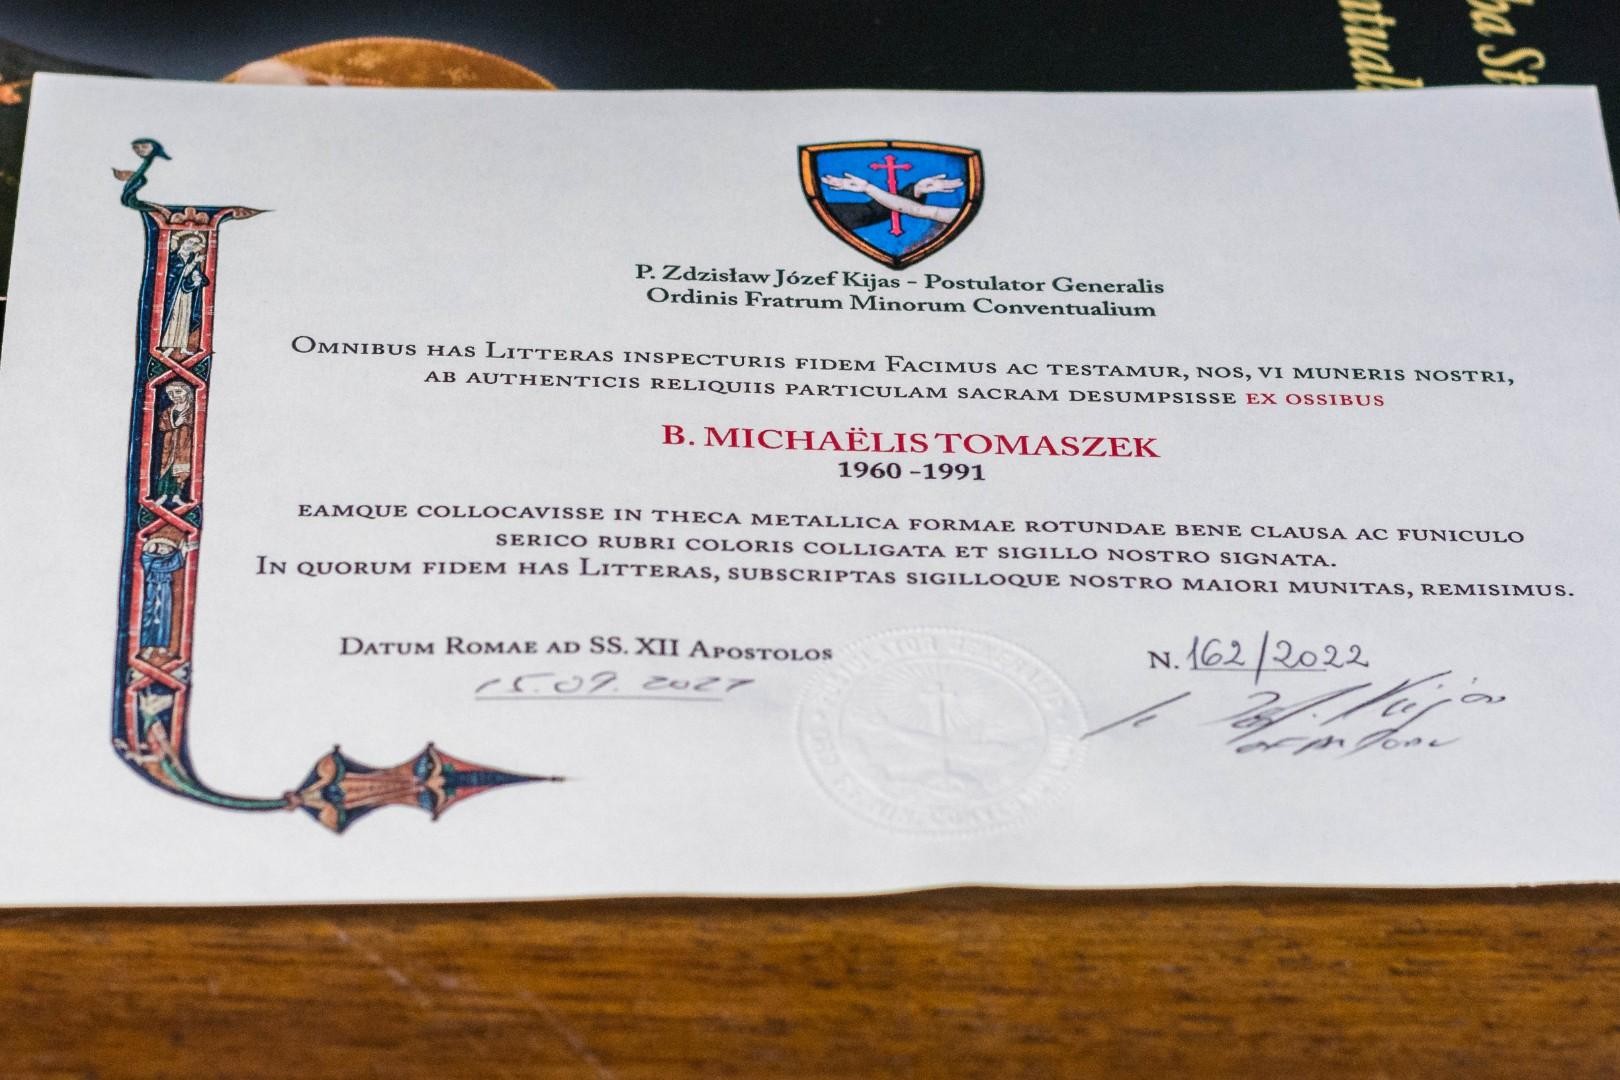 P. Zdzisław Józef Kijas - Postulator Generalis
Ordinis Fratrum Minorum Conventualium
Omnibus has Litteras inspecturis fidem Facimus ac testamur, nos, vi muneris nostri,
ab authenticis reliquiis particulam sacram desumpsisse ex ossibus
B. MICHAËLIS TOMASZEK
1960 -1991
eamque collocavisse in theca metallica formae rotundae bene clausa ac funiculo
serico rubri coloris colligata et sigillo nostro signata.
In quorum fidem has Litteras, subscriptas sigilloque nostro maiori munitas, remisimus.
Datum Romae ad SS. XII Apostolos
N. 162/2022
15.09.